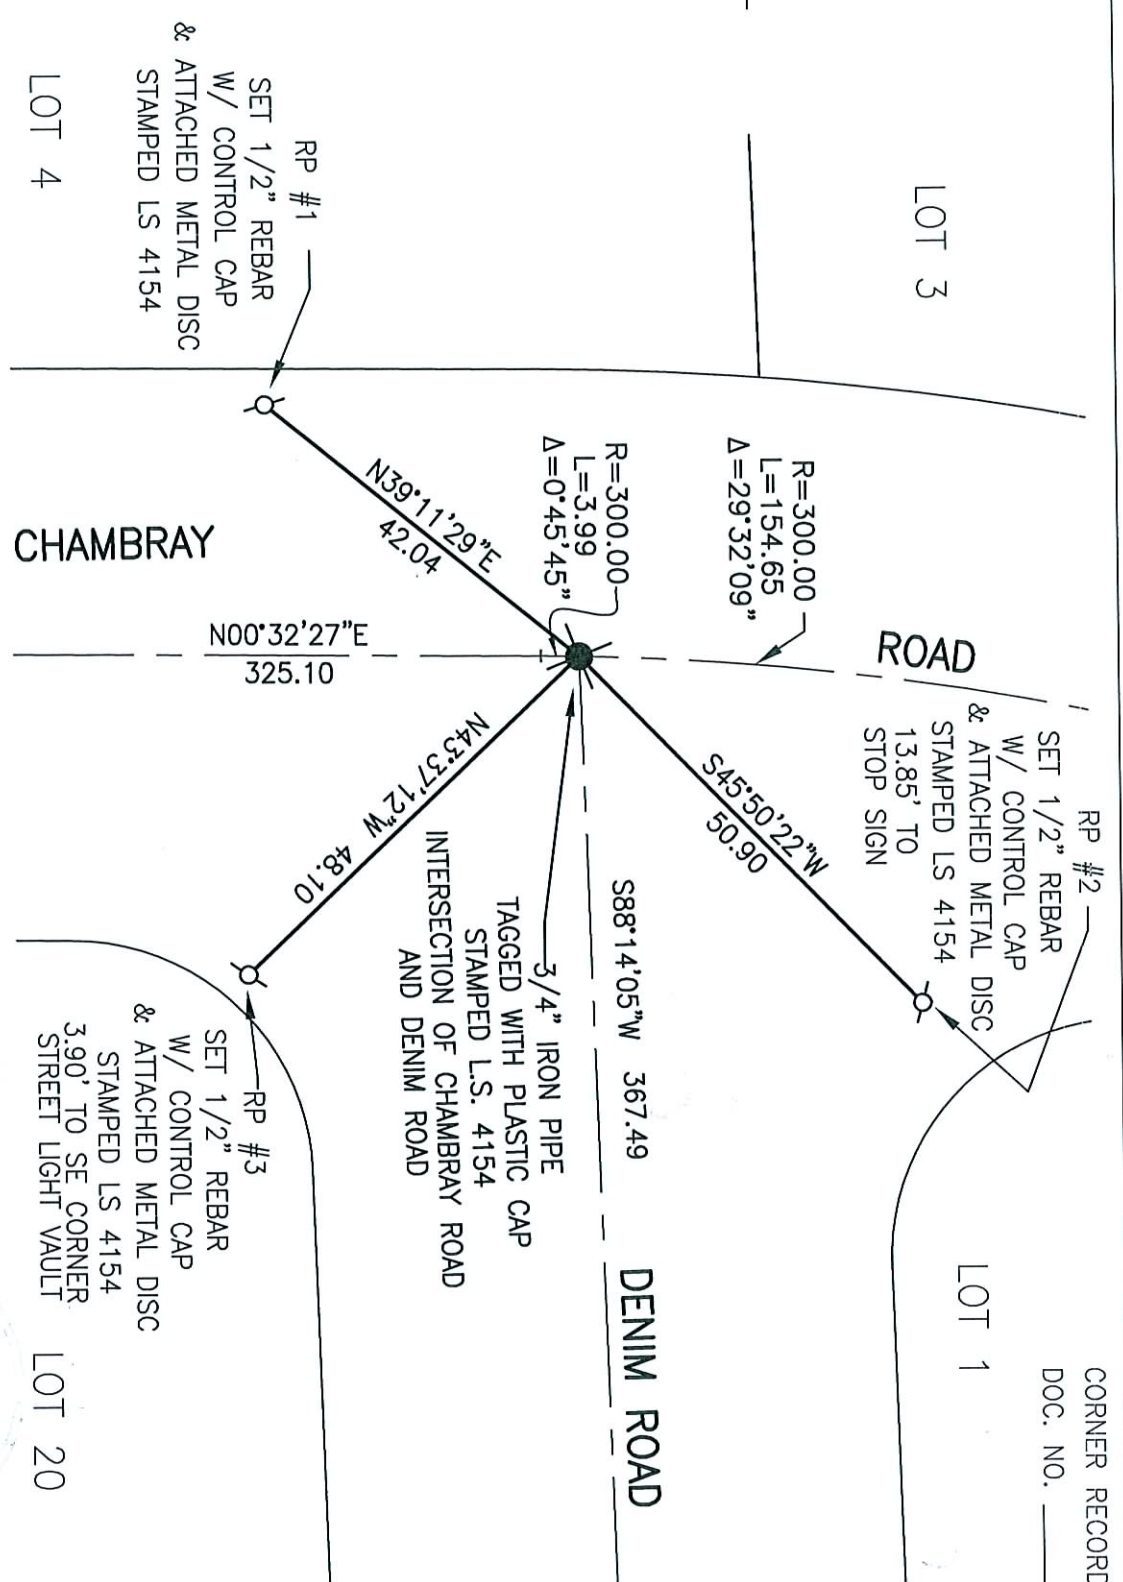 CORNER RECORD
DOC. NO.
LOT 3
LOT 1
RP #2
SET 1/2" REBAR
W/ CONTROL CAP
& ATTACHED METAL DISC
STAMPED LS 4154
13.85' TO
STOP SIGN
ROAD
R=300.00
L=154.65
Δ=29°32'09"
S45°50'22"W
50.90
R=300.00
L=3.99
Δ=0°45'45"
S88°14'05"W 367.49
DENIM ROAD
3/4" IRON PIPE
TAGGED WITH PLASTIC CAP
STAMPED L.S. 4154
INTERSECTION OF CHAMBRAY ROAD
AND DENIM ROAD
N39°11'29"E
42.04
RP #1
SET 1/2" REBAR
W/ CONTROL CAP
& ATTACHED METAL DISC
STAMPED LS 4154
LOT 4
CHAMBRAY
N00°32'27"E
325.10
N43°37'12"W
48.10
RP #3
SET 1/2" REBAR
W/ CONTROL CAP
& ATTACHED METAL DISC
STAMPED LS 4154
3.90' TO SE CORNER
STREET LIGHT VAULT
LOT 20